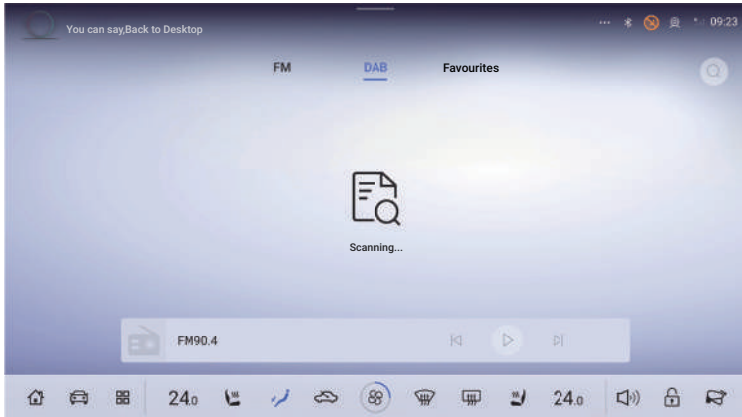 You can say,Back to Desktop
09:23
FM DAB Favourites
Scanning...
FM90.4
24.0 24.0